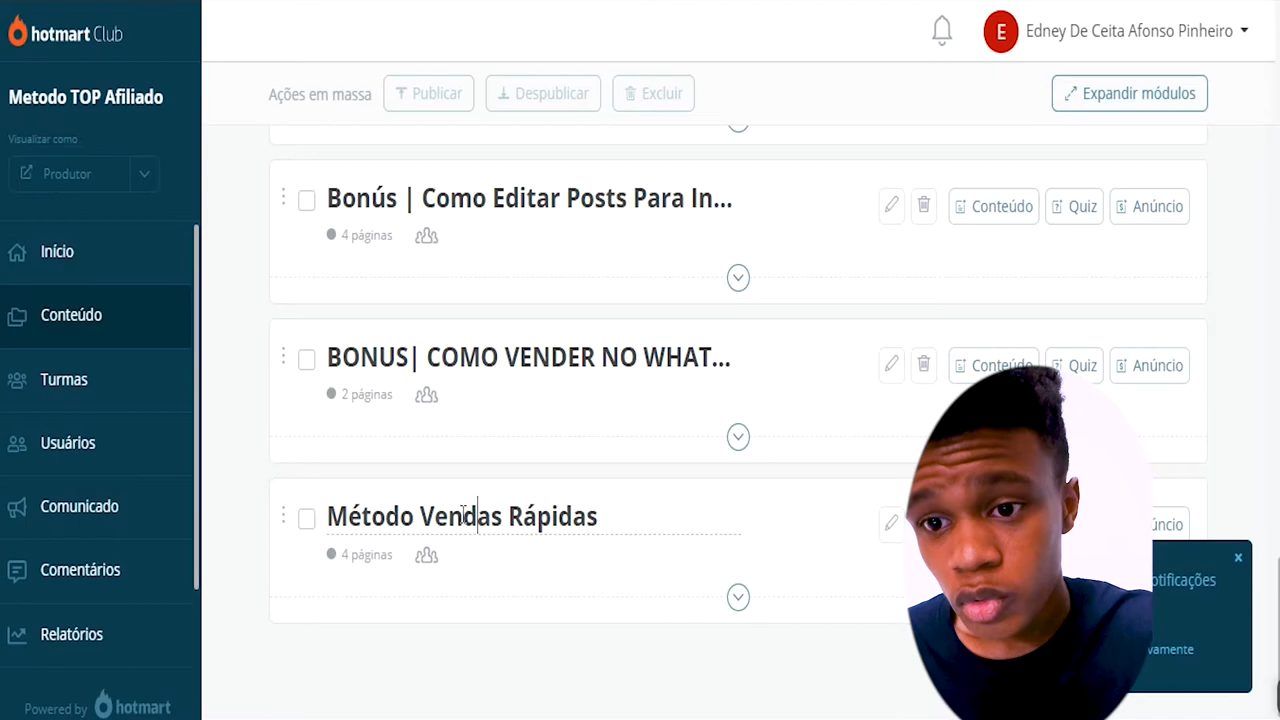 hotmart Club
E Edney De Ceita Afonso Pinheiro
Metodo TOP Afiliado
Ações em massa Publicar Despublicar Excluir Expandir módulos
Visualizar como
Produtor
Bonús | Como Editar Posts Para In...
Conteúdo Quiz Anúncio
4 páginas
Início
Conteúdo
BONUS| COMO VENDER NO WHAT...
Conteúdo Quiz Anúncio
2 páginas
Turmas
Usuários
Comunicado
Método Vendas Rápidas
4 páginas
x
Comentários
Relatórios
Powered by hotmart